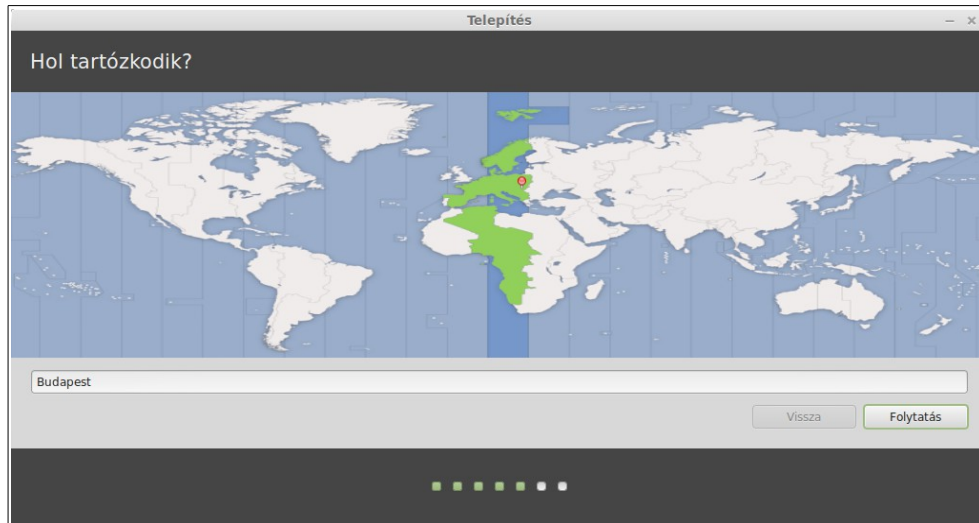 Telepítés
Hol tartózkodik?
Budapest
Vissza
Folytatás